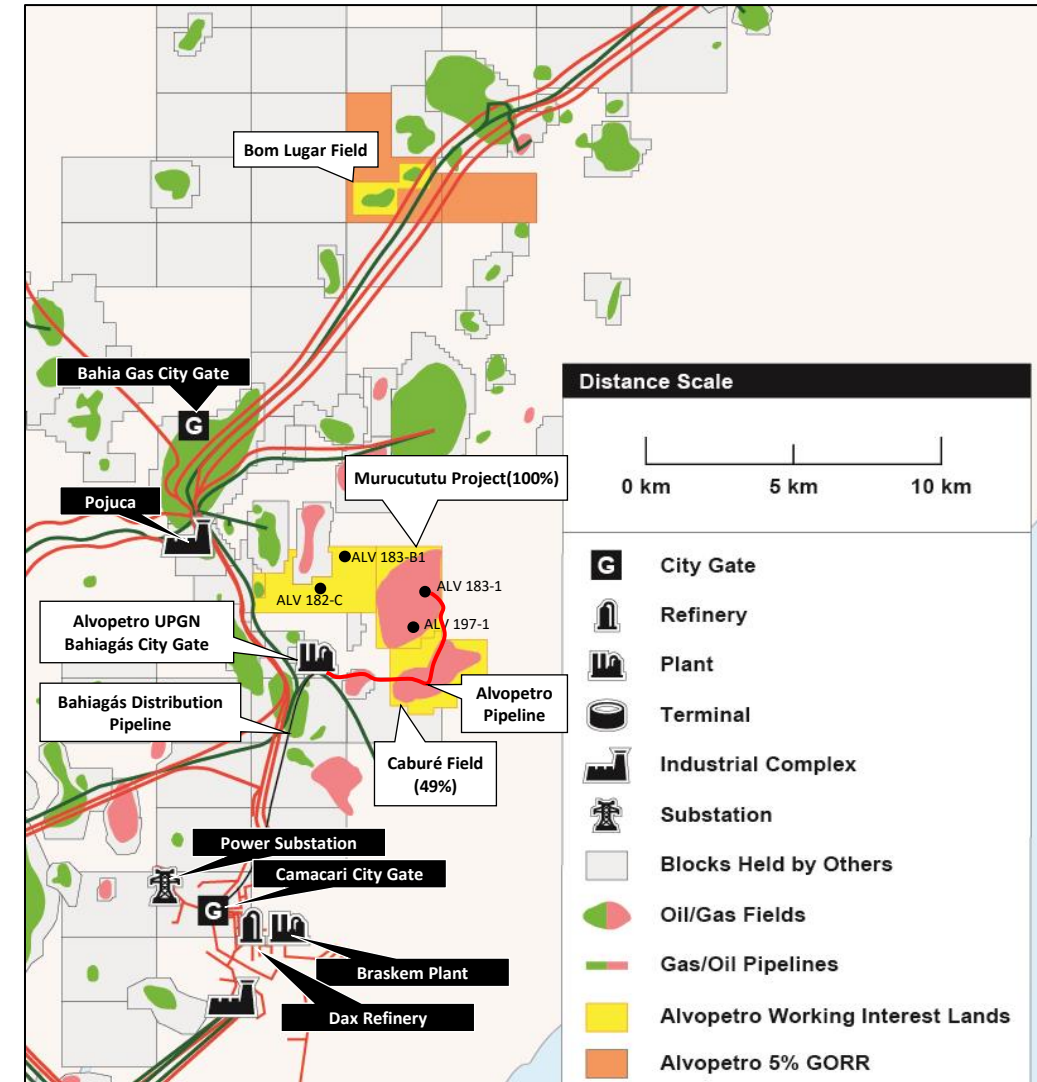 Bom Lugar Field
Bahia Gas City Gate
G
Murucututu Project(100%)
Pojuca
ALV 183-B1
ALV 183-1
ALV 182-C
ALV 197-1
Alvopetro UPGN
Bahiagás City Gate
Bahiagás Distribution
Pipeline
Alvopetro
Pipeline
Caburé Field
(49%)
Power Substation
Camacari City Gate
G
Braskem Plant
Dax Refinery
Distance Scale
0 km
5 km
10 km
G
City Gate
Refinery
Plant
Terminal
Industrial Complex
Substation
Blocks Held by Others
Oil/Gas Fields
Gas/Oil Pipelines
Alvopetro Working Interest Lands
Alvopetro 5% GORR